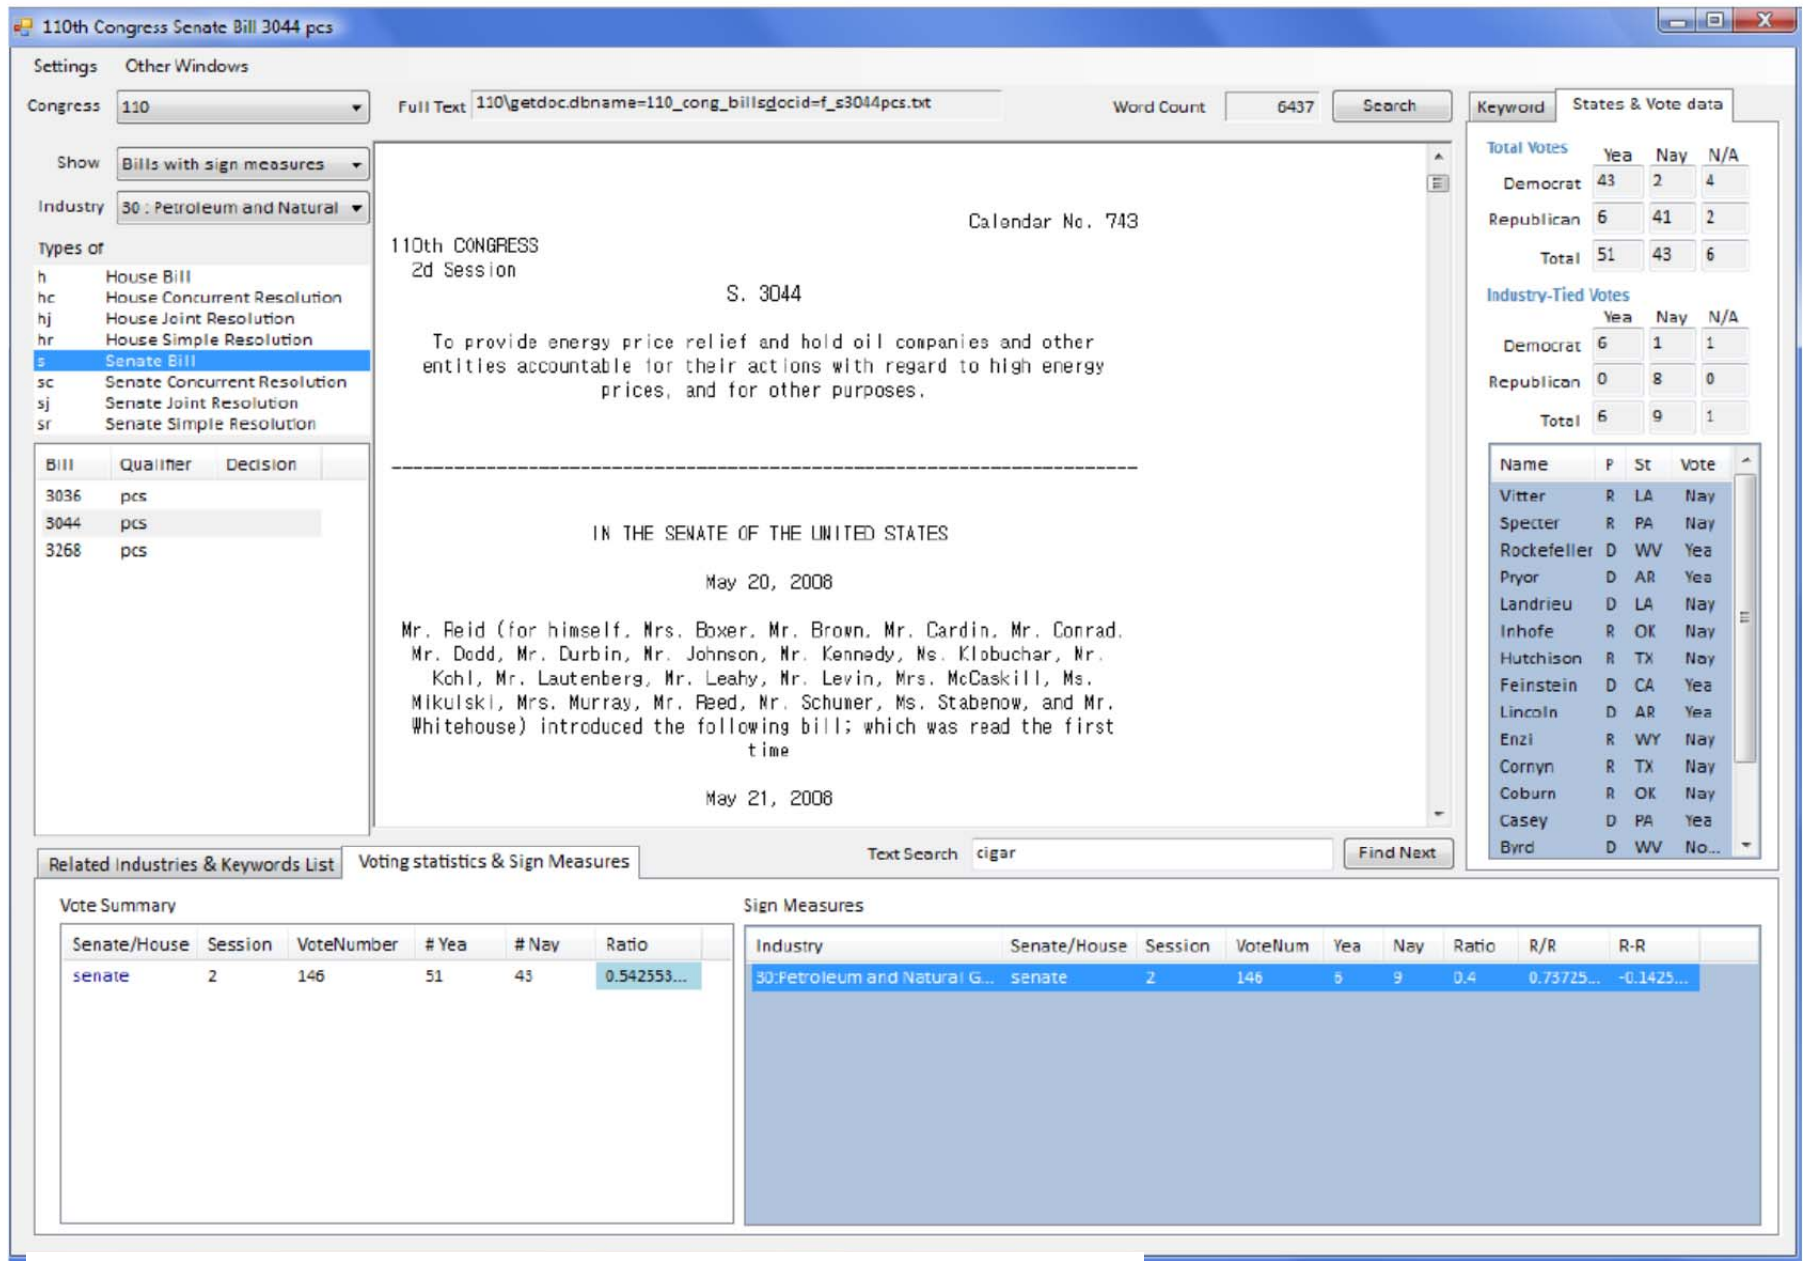 110th Congress Senate Bill 3044 pcs
Settings Other Windows
Congress 110 Full Text 110\getdoc.dbname=110_cong_billsdocid=f_s3044pcs.txt Word Count 6437 Search
Show Bills with sign measures
Industry 30 : Petroleum and Natural
Types of
h House Bill
hc House Concurrent Resolution
hj House Joint Resolution
hr House Simple Resolution
s Senate Bill
sc Senate Concurrent Resolution
sj Senate Joint Resolution
sr Senate Simple Resolution
Bill Qualifier Decision
3036 pcs
3044 pcs
3268 pcs
Calendar No. 743
110th CONGRESS
2d Session
S. 3044
To provide energy price relief and hold oil companies and other
entities accountable for their actions with regard to high energy
prices, and for other purposes.
IN THE SENATE OF THE UNITED STATES
May 20, 2008
Mr. Reid (for himself, Mrs. Boxer, Mr. Brown, Mr. Cardin, Mr. Conrad,
Mr. Dodd, Mr. Durbin, Mr. Johnson, Mr. Kennedy, Ms. Klobuchar, Mr.
Kohl, Mr. Lautenberg, Mr. Leahy, Mr. Levin, Mrs. McCaskill, Ms.
Mikulski, Mrs. Murray, Mr. Reed, Mr. Schumer, Ms. Stabenow, and Mr.
Whitehouse) introduced the following bill; which was read the first
time
May 21, 2008
Text Search cigar Find Next
Keyword States & Vote data
Total Votes Yea Nay N/A
Democrat 43 2 4
Republican 6 41 2
Total 51 43 6
Industry-Tied Votes
Yea Nay N/A
Democrat 6 1 1
Republican 0 8 0
Total 6 9 1
Name P St Vote
Vitter R LA Nay
Specter R PA Nay
Rockefeller D WV Yea
Pryor D AR Yea
Landrieu D LA Nay
Inhofe R OK Nay
Hutchison R TX Nay
Feinstein D CA Yea
Lincoln D AR Yea
Enzi R WY Nay
Cornyn R TX Nay
Coburn R OK Nay
Casey D PA Yea
Byrd D WV No...
Related Industries & Keywords List Voting statistics & Sign Measures
Vote Summary
Senate/House Session VoteNumber # Yea # Nay Ratio
senate 2 146 51 43 0.542553...
Sign Measures
Industry Senate/House Session VoteNum Yea Nay Ratio R/R R-R
30:Petroleum and Natural G... senate 2 146 6 9 0.4 0.73725... -0.1425...